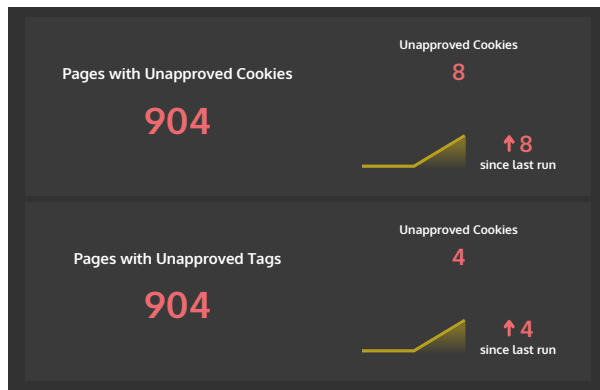 Pages with Unapproved Cookies
904
Unapproved Cookies
8
↑8
since last run
Pages with Unapproved Tags
904
Unapproved Cookies
4
↑4
since last run